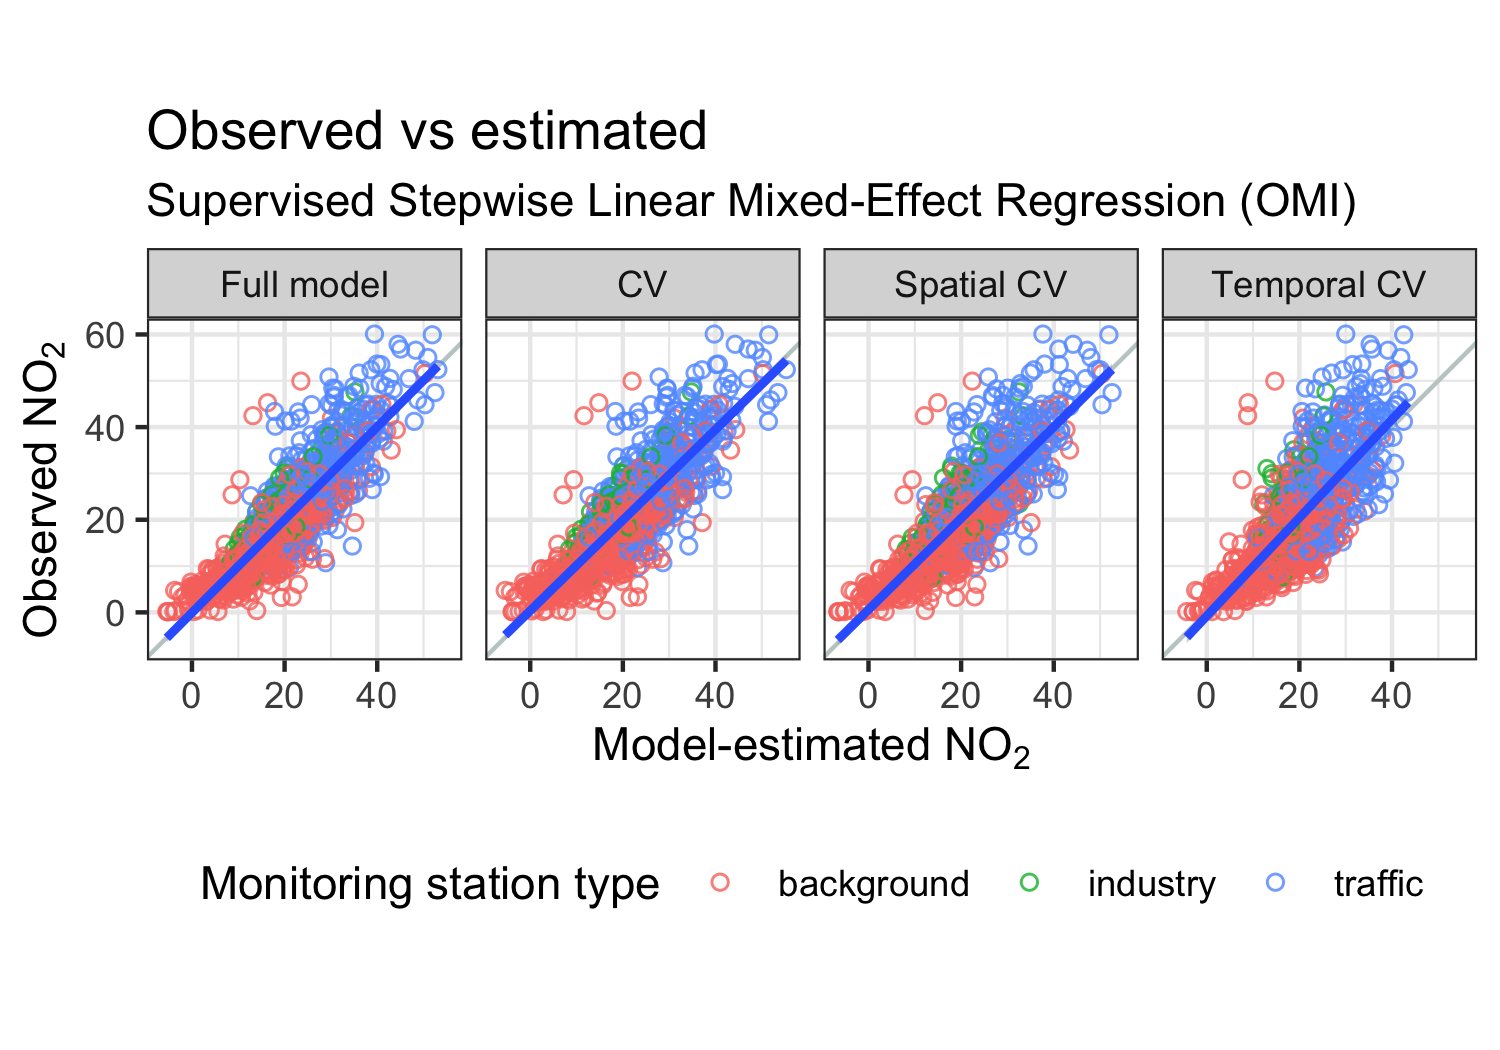 Observed vs estimated
Supervised Stepwise Linear Mixed-Effect Regression (OMI)
Full model CV Spatial CV Temporal CV
Observed NO₂
60
40
20
0
0 20 40 0 20 40 0 20 40 0 20 40
Model-estimated NO₂
Monitoring station type background industry traffic